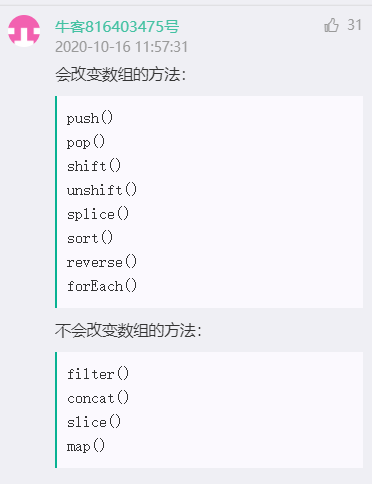 牛客816403475号
31
2020-10-16 11:57:31
会改变数组的方法：
push()
pop()
shift()
unshift()
splice()
sort()
reverse()
forEach()
不会改变数组的方法：
filter()
concat()
slice()
map()